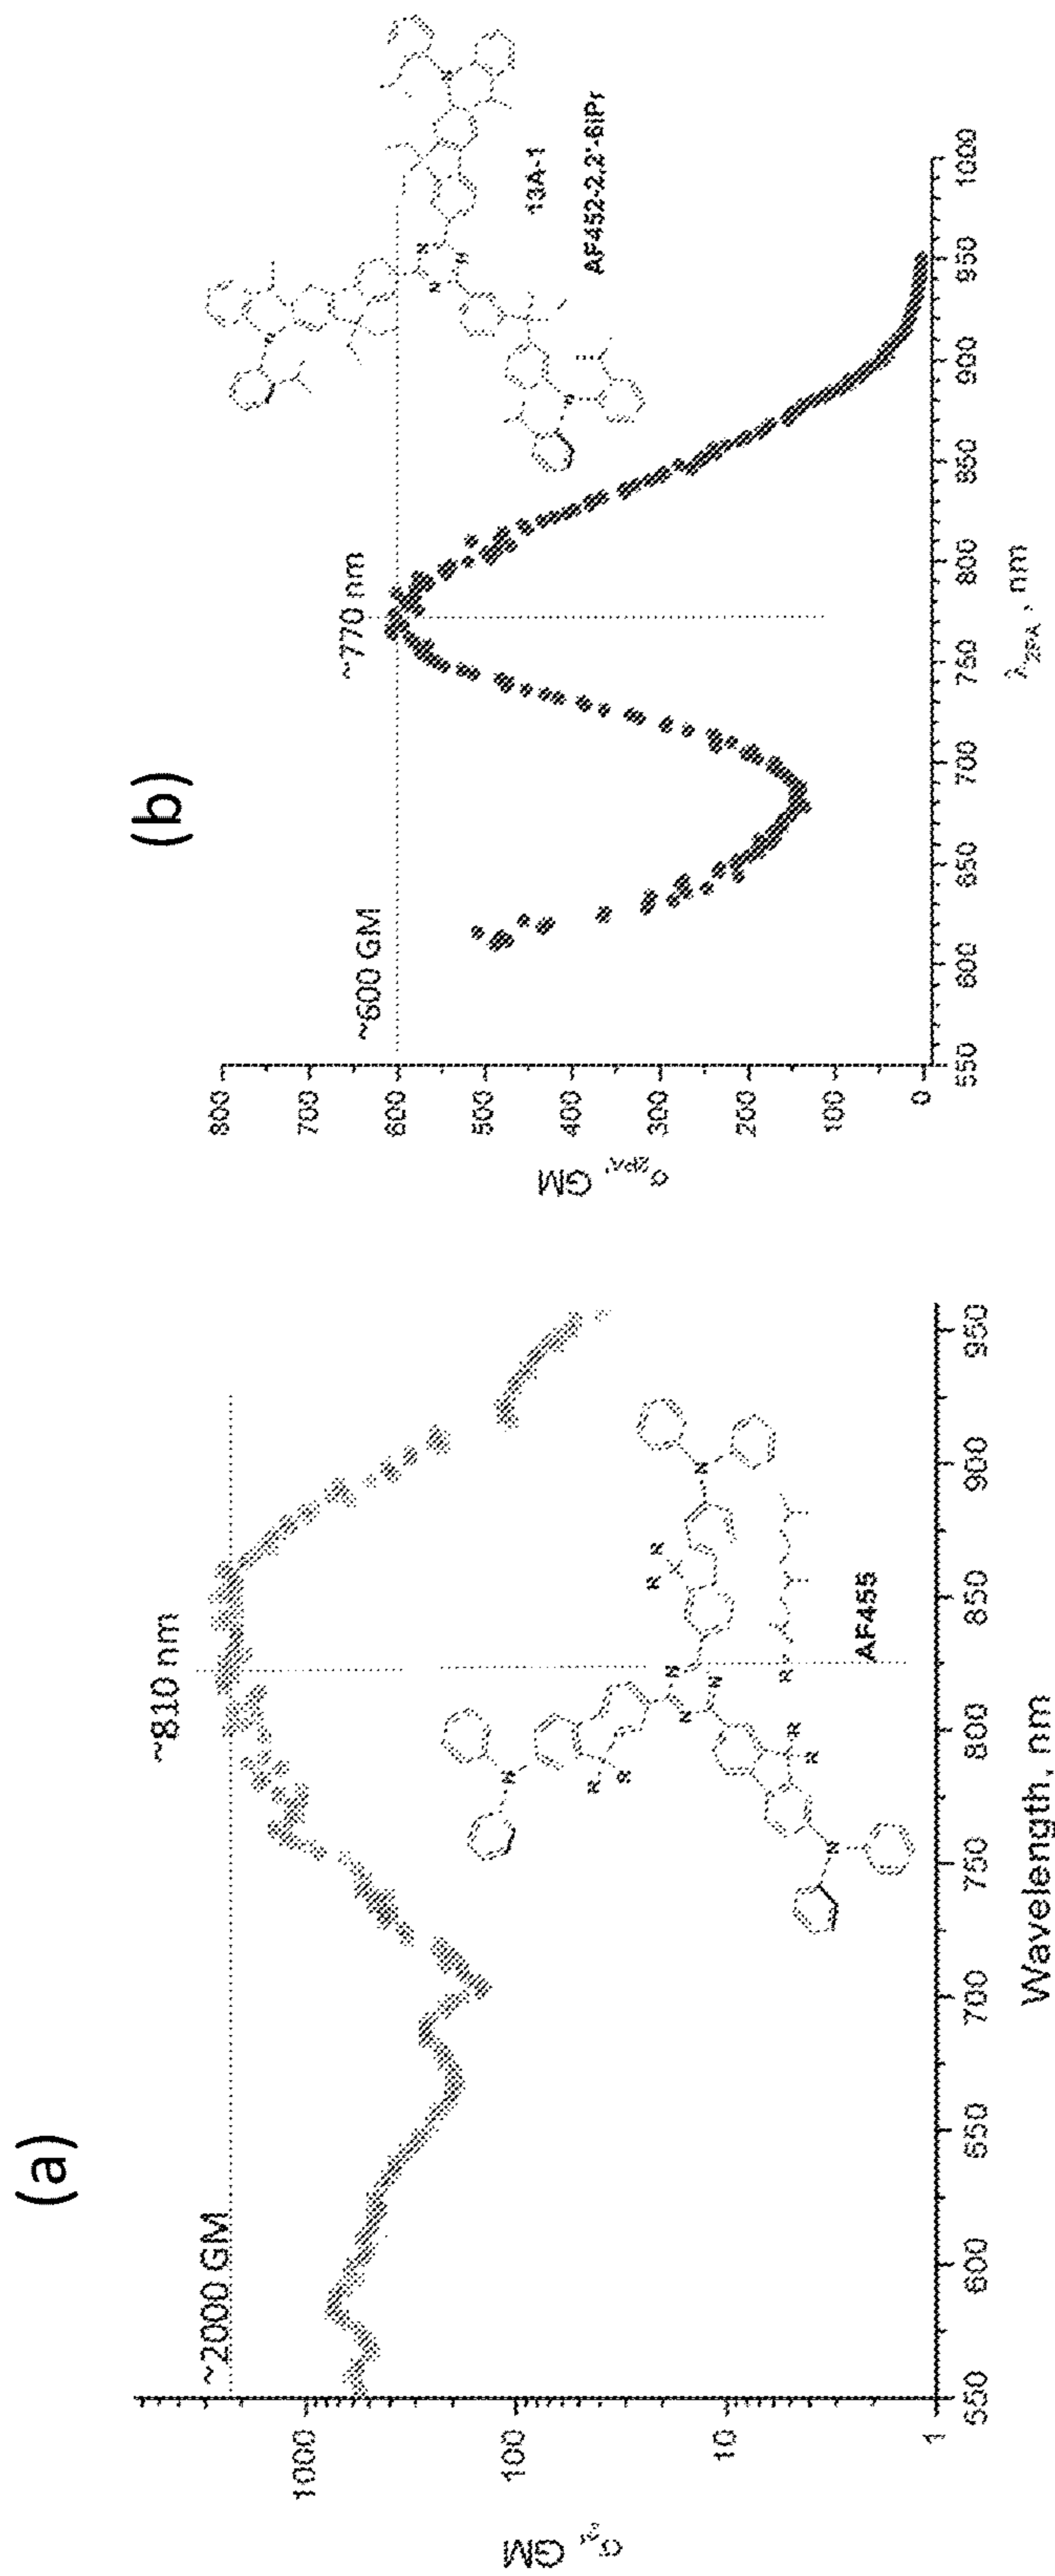 (a)
~2000 GM
~810 nm
1000
100
10
1
GM
N
N
N
N
N
N
R
R
R
R
R
R
R
AF455
550
600
650
700
750
800
850
900
950
Wavelength, nm
(b)
~600 GM
~770 nm
800
700
600
500
400
300
200
100
0
σ2PA, GM
N
N
N
N
N
N
13A-1
AF452-2,2'-6iPr
550
600
650
700
750
800
850
900
950
1000
λ2PA, nm